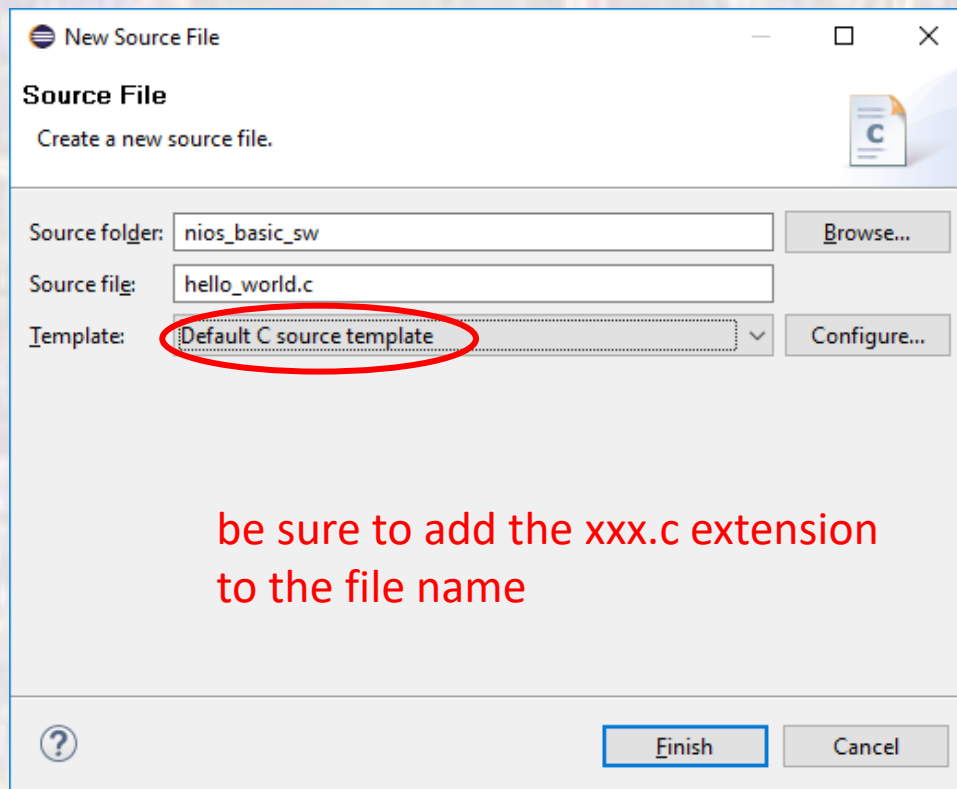 New Source File
Source File
Create a new source file.
C
Source folder: nios_basic_sw Browse...
Source file: hello_world.c
Template: Default C source template Configure...
be sure to add the xxx.c extension
to the file name
?
Finish Cancel